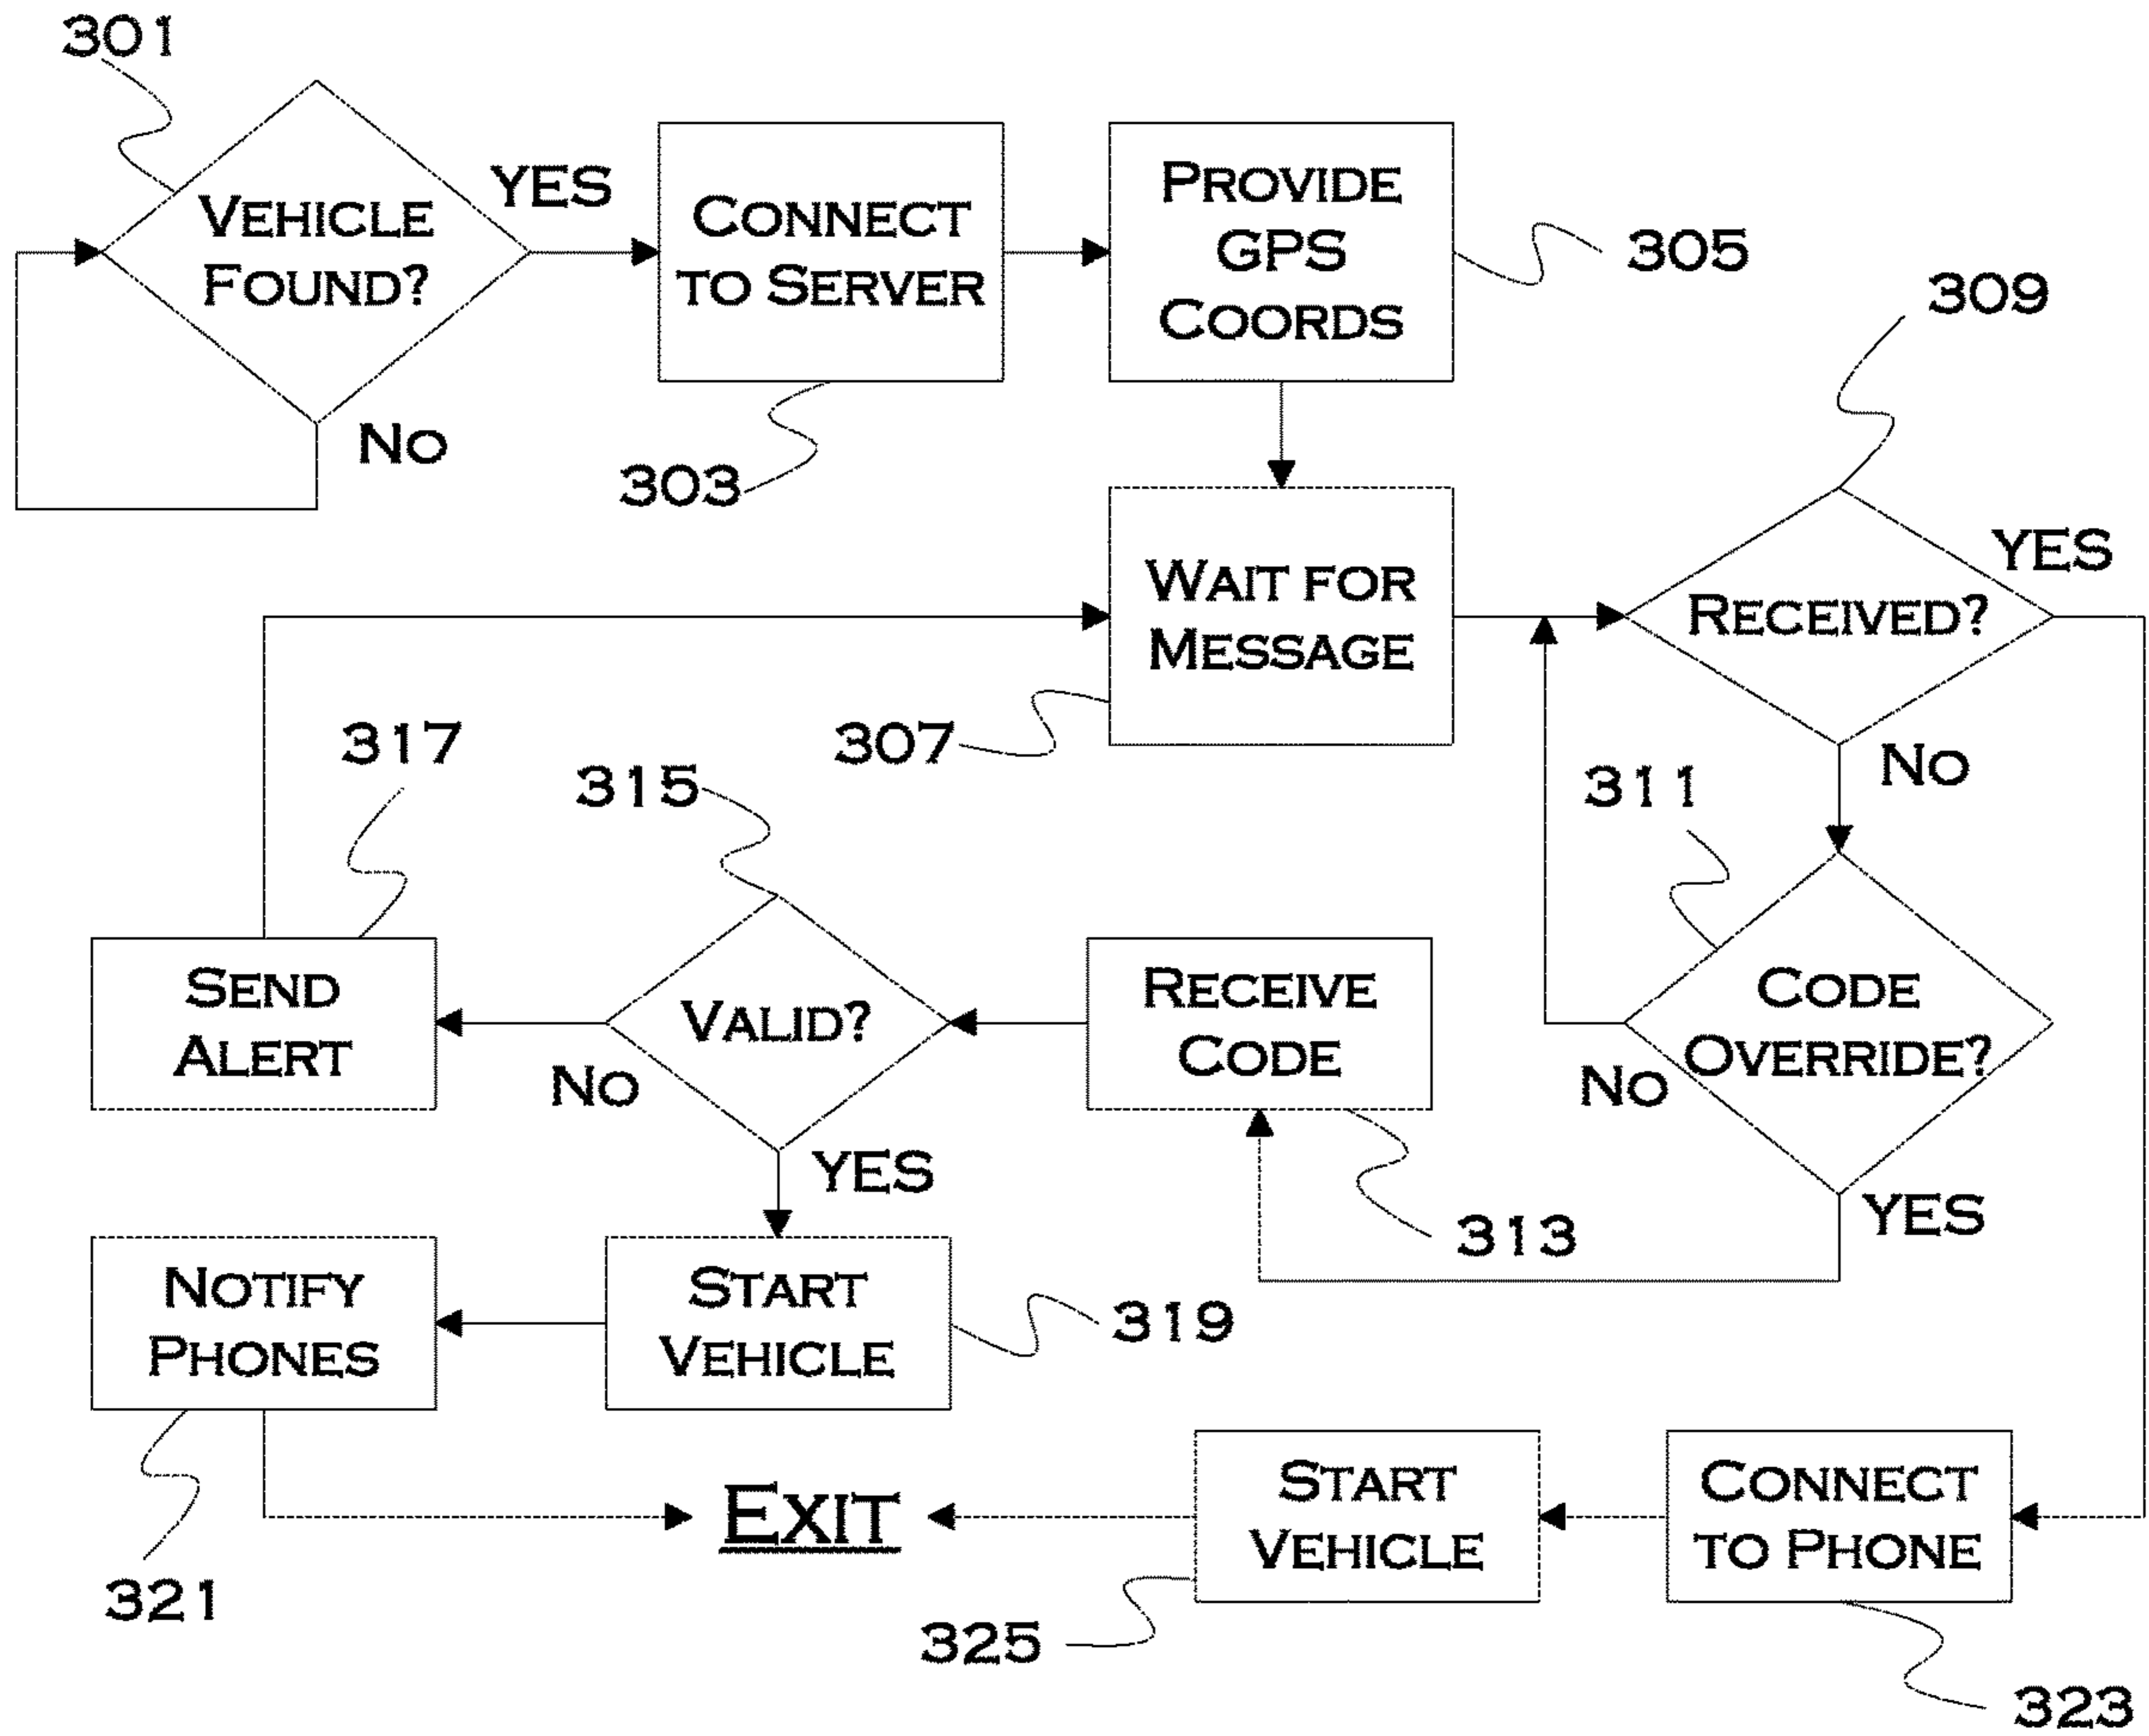 301
VEHICLE
FOUND?
YES
NO
CONNECT
TO SERVER
303
PROVIDE
GPS
COORDS
305
309
WAIT FOR
MESSAGE
307
RECEIVED?
YES
NO
311
CODE
OVERRIDE?
NO
YES
RECEIVE
CODE
313
315
VALID?
NO
YES
317
SEND
ALERT
START
VEHICLE
319
NOTIFY
PHONES
321
EXIT
START
VEHICLE
325
CONNECT
TO PHONE
323